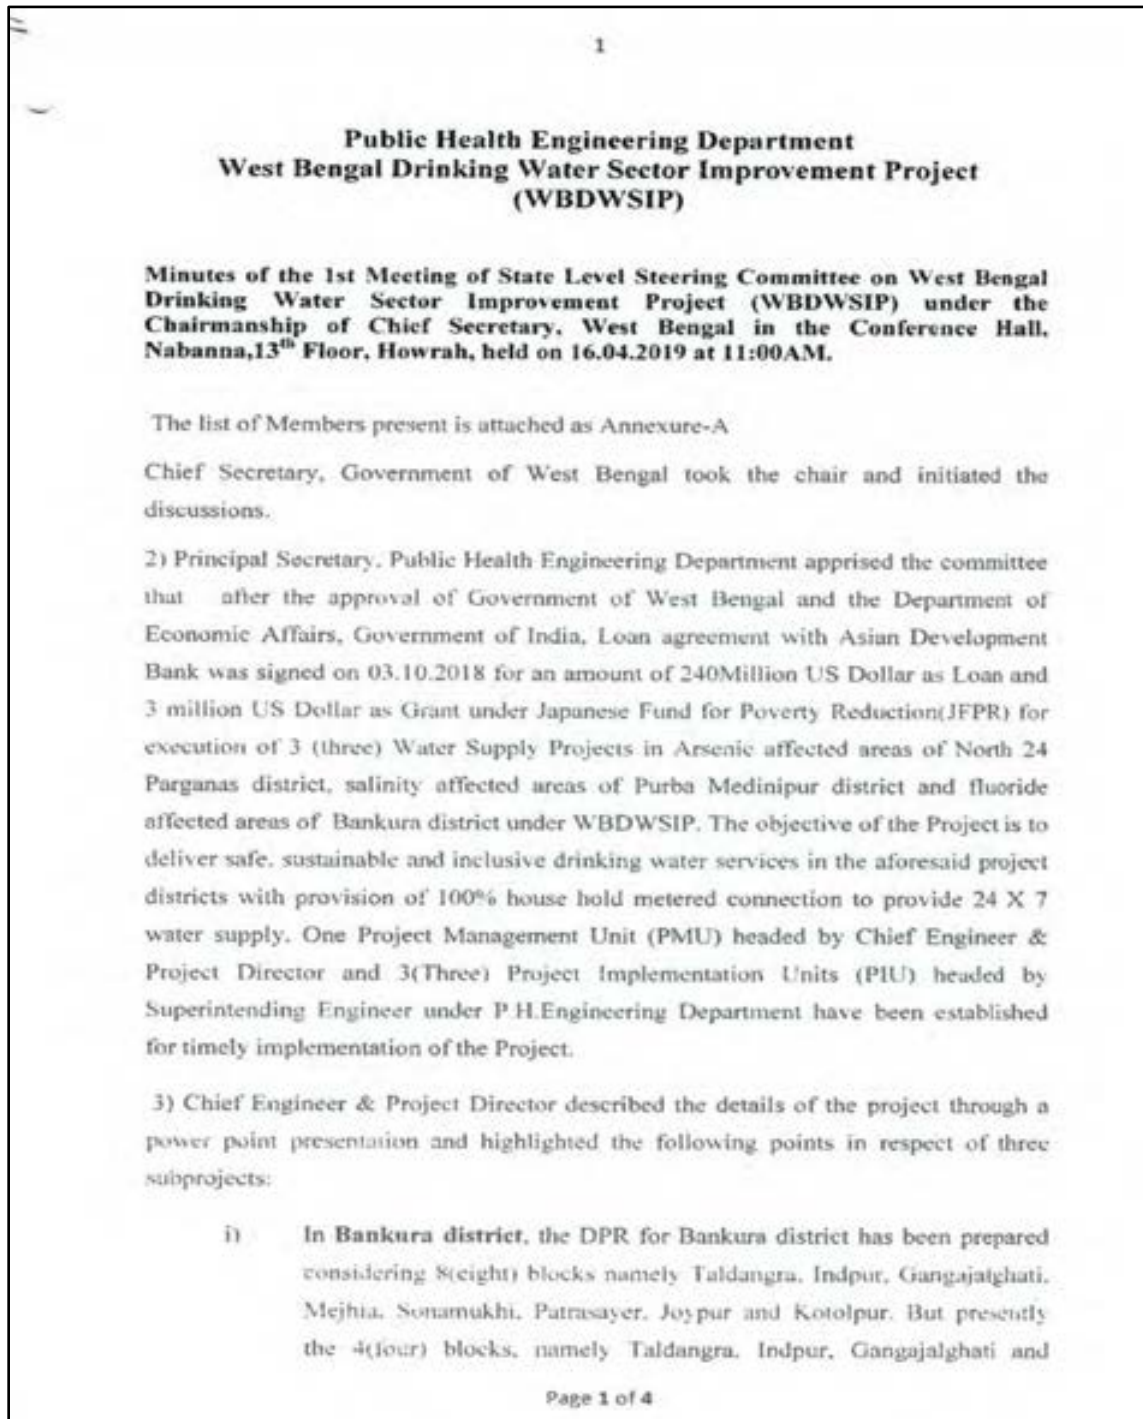 1
Public Health Engineering Department
West Bengal Drinking Water Sector Improvement Project
(WBDWSIP)
Minutes of the 1st Meeting of State Level Steering Committee on West Bengal
Drinking Water Sector Improvement Project (WBDWSIP) under the
Chairmanship of Chief Secretary, West Bengal in the Conference Hall,
Nabanna,13th Floor, Howrah, held on 16.04.2019 at 11:00AM.
The list of Members present is attached as Annexure-A
Chief Secretary, Government of West Bengal took the chair and initiated the
discussions.
2) Principal Secretary, Public Health Engineering Department apprised the committee
that after the approval of Government of West Bengal and the Department of
Economic Affairs, Government of India, Loan agreement with Asian Development
Bank was signed on 03.10.2018 for an amount of 240Million US Dollar as Loan and
3 million US Dollar as Grant under Japanese Fund for Poverty Reduction(JFPR) for
execution of 3 (three) Water Supply Projects in Arsenic affected areas of North 24
Parganas district, salinity affected areas of Purba Medinipur district and fluoride
affected areas of Bankura district under WBDWSIP. The objective of the Project is to
deliver safe, sustainable and inclusive drinking water services in the aforesaid project
districts with provision of 100% house hold metered connection to provide 24 X 7
water supply. One Project Management Unit (PMU) headed by Chief Engineer &
Project Director and 3(Three) Project Implementation Units (PIU) headed by
Superintending Engineer under P.H.Engineering Department have been established
for timely implementation of the Project.
3) Chief Engineer & Project Director described the details of the project through a
power point presentation and highlighted the following points in respect of three
subprojects:
i) In Bankura district, the DPR for Bankura district has been prepared
considering 8(eight) blocks namely Taldangra, Indpur, Gangajalghati,
Mejhia, Sonamukhi, Patrasayer, Joypur and Kotolpur. But presently
the 4(four) blocks, namely Taldangra, Indpur, Gangajalghati and
Page 1 of 4